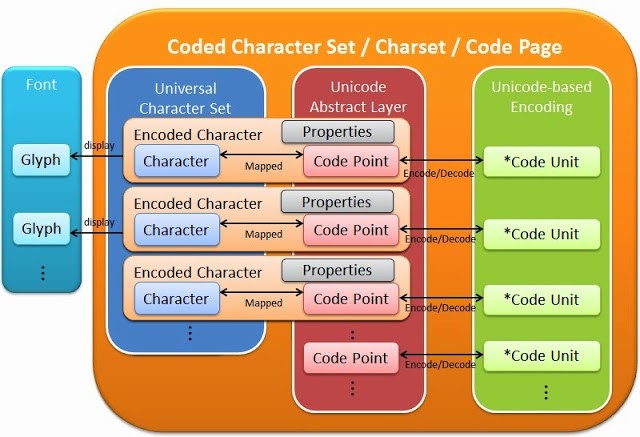 Coded Character Set / Charset / Code Page
Font
Universal
Character Set
Unicode
Abstract Layer
Unicode-based
Encoding
Encoded Character
Properties
Glyph
display
Character
Mapped
Code Point
Encode/Decode
*Code Unit
Encoded Character
Properties
Glyph
display
Character
Mapped
Code Point
Encode/Decode
*Code Unit
Encoded Character
Properties
Character
Mapped
Code Point
Encode/Decode
*Code Unit
Code Point
Encode/Decode
*Code Unit